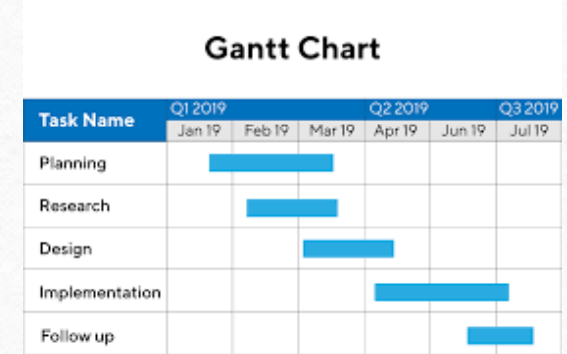 Gantt Chart
Task Name
Q1 2019 Q2 2019 Q3 2019
Jan 19 Feb 19 Mar 19 Apr 19 Jun 19 Jul 19
Planning
Research
Design
Implementation
Follow up